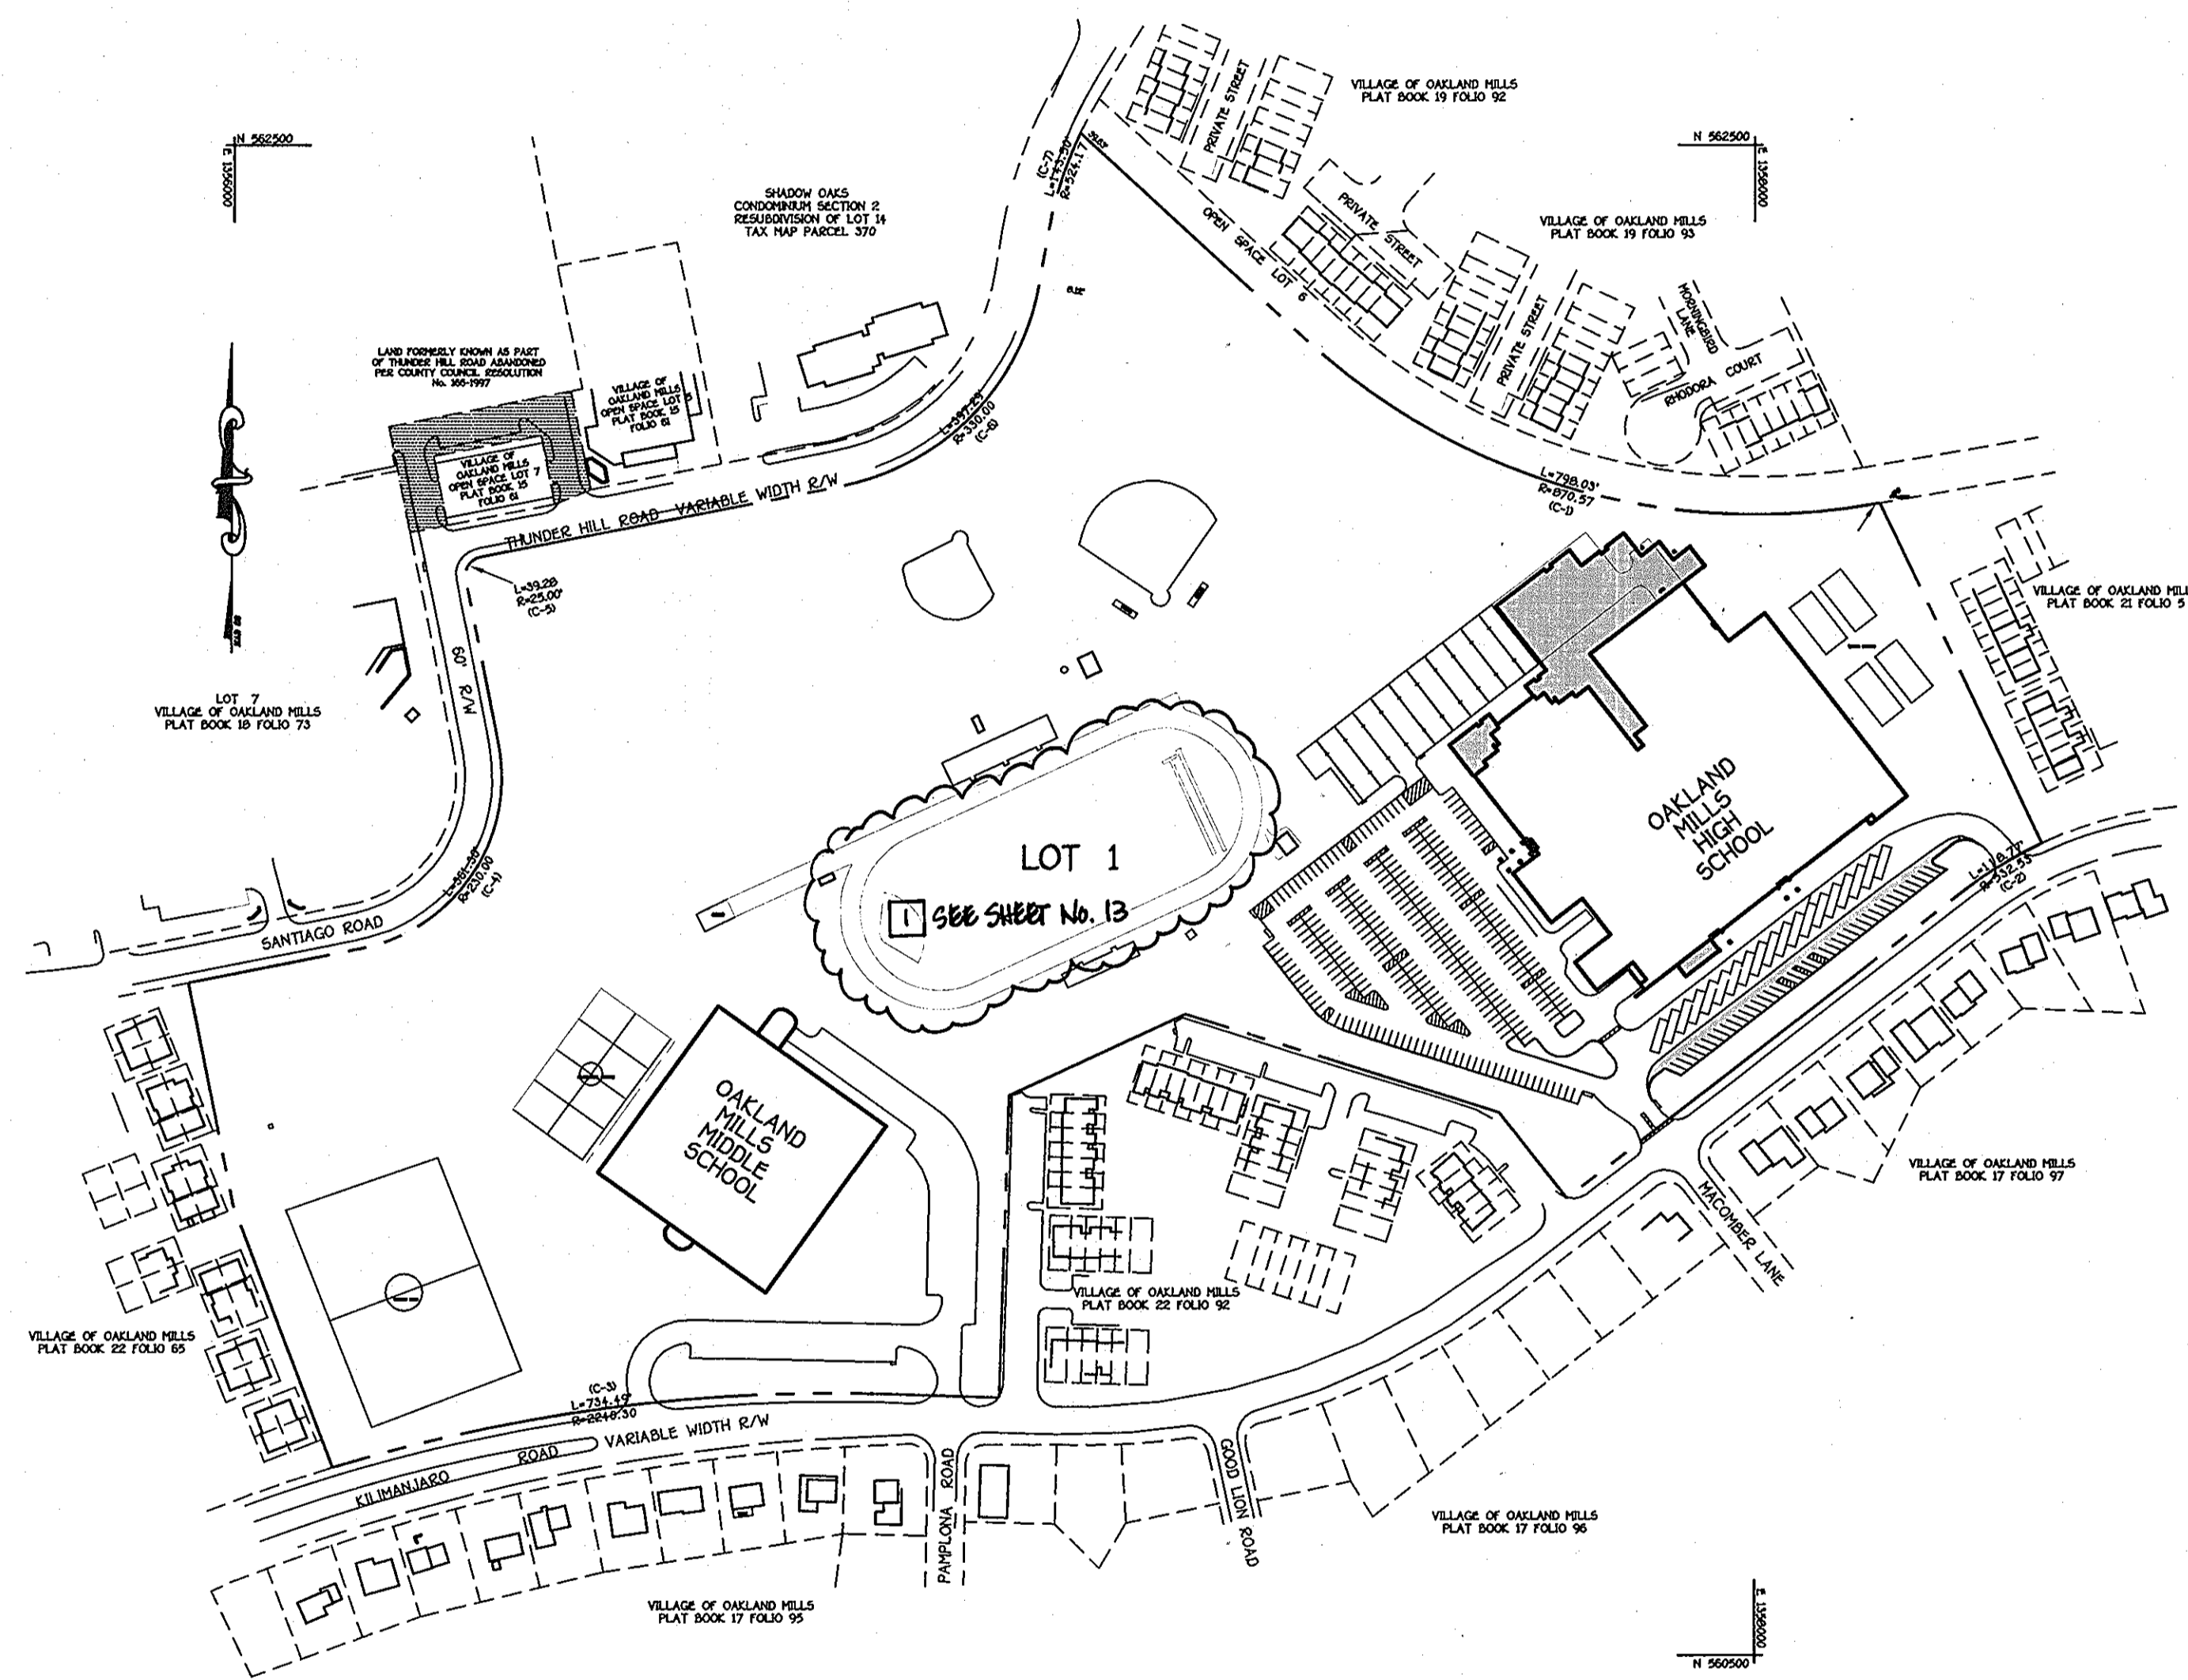 VILLAGE OF OAKLAND MILLS
PLAT BOOK 19 FOLIO 92
PRIVATE STREET
N 562500
E 1356000
N 562500
E 1358000
(C-7)
R=524.17
SHADOW OAKS
CONDOMINIUM SECTION 2
RESUBDIVISION OF LOT 14
TAX MAP PARCEL 370
OPEN SPACE LOT 6
PRIVATE STREET
VILLAGE OF OAKLAND MILLS
PLAT BOOK 19 FOLIO 93
PRIVATE STREET
MORNINGBIRD
LANE
RHODORA COURT
LAND FORMERLY KNOWN AS PART
OF THUNDER HILL ROAD ABANDONED
PER COUNTY COUNCIL RESOLUTION
No. 166-1997
VILLAGE OF
OAKLAND MILLS
OPEN SPACE LOT
PLAT BOOK 15
FOLIO 61
VILLAGE OF
OAKLAND MILLS
OPEN SPACE LOT 7
PLAT BOOK 15
FOLIO 61
L=397.29'
R=330.00
(C-6)
THUNDER HILL ROAD VARIABLE WIDTH R/W
L=798.03'
R=870.57
(C-1)
L=39.28
R=25.00'
(C-5)
VILLAGE OF OAKLAND MIL
PLAT BOOK 21 FOLIO 5
60' R/W
LOT 7
VILLAGE OF OAKLAND MILLS
PLAT BOOK 18 FOLIO 73
OAKLAND
MILLS
HIGH
SCHOOL
LOT 1
1 SEE SHEET No. 13
R=230.00
(C-4)
SANTIAGO ROAD
L=118.77'
R=532.53
(C-2)
OAKLAND
MILLS
MIDDLE
SCHOOL
VILLAGE OF OAKLAND MILLS
PLAT BOOK 17 FOLIO 97
MACOMBER LANE
VILLAGE OF OAKLAND MILLS
PLAT BOOK 22 FOLIO 92
VILLAGE OF OAKLAND MILLS
PLAT BOOK 22 FOLIO 65
(C-3)
L=734.49'
R=2240.30
KILIMANJARO ROAD VARIABLE WIDTH R/W
PAMPLONA ROAD
GOOD LION ROAD
VILLAGE OF OAKLAND MILLS
PLAT BOOK 17 FOLIO 96
VILLAGE OF OAKLAND MILLS
PLAT BOOK 17 FOLIO 95
E 1358000
N 560500